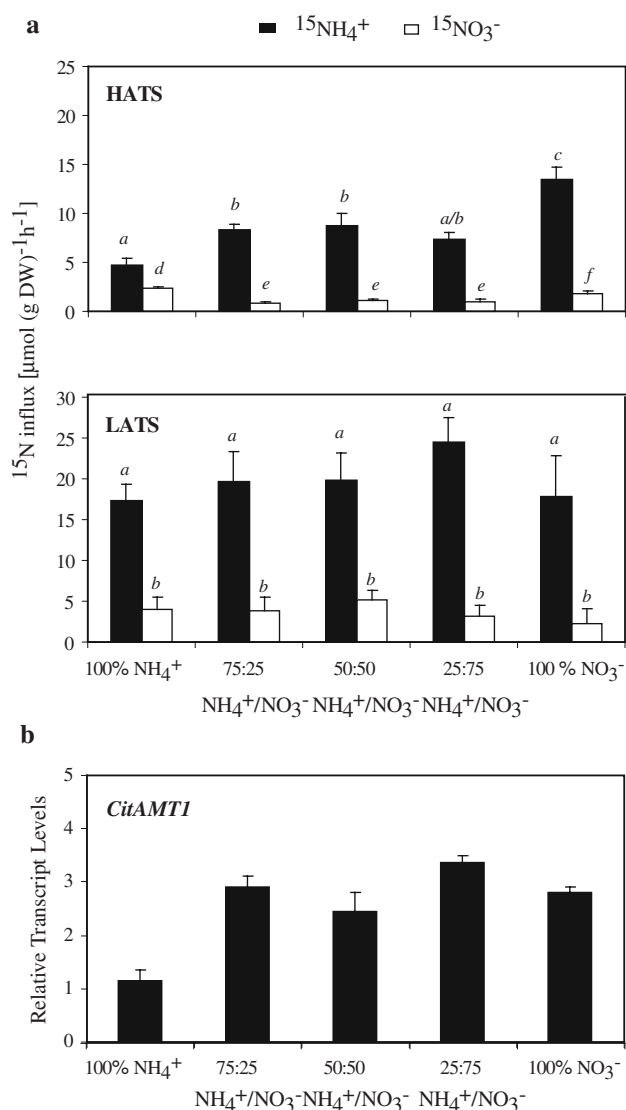 a
¹⁵NH₄⁺ ¹⁵NO₃⁻
¹⁵N influx [µmol (g DW)⁻¹h⁻¹]
25
20
15
10
5
0
HATS
a d b e b e a/b e c f
30
25
20
15
10
5
0
LATS
a b a b a b a b a b
100% NH₄⁺ 75:25 50:50 25:75 100 % NO₃⁻
NH₄⁺/NO₃⁻ NH₄⁺/NO₃⁻ NH₄⁺/NO₃⁻
b
Relative Transcript Levels
5
4
3
2
1
0
CitAMT1
100% NH₄⁺ 75:25 50:50 25:75 100% NO₃⁻
NH₄⁺/NO₃⁻ NH₄⁺/NO₃⁻ NH₄⁺/NO₃⁻